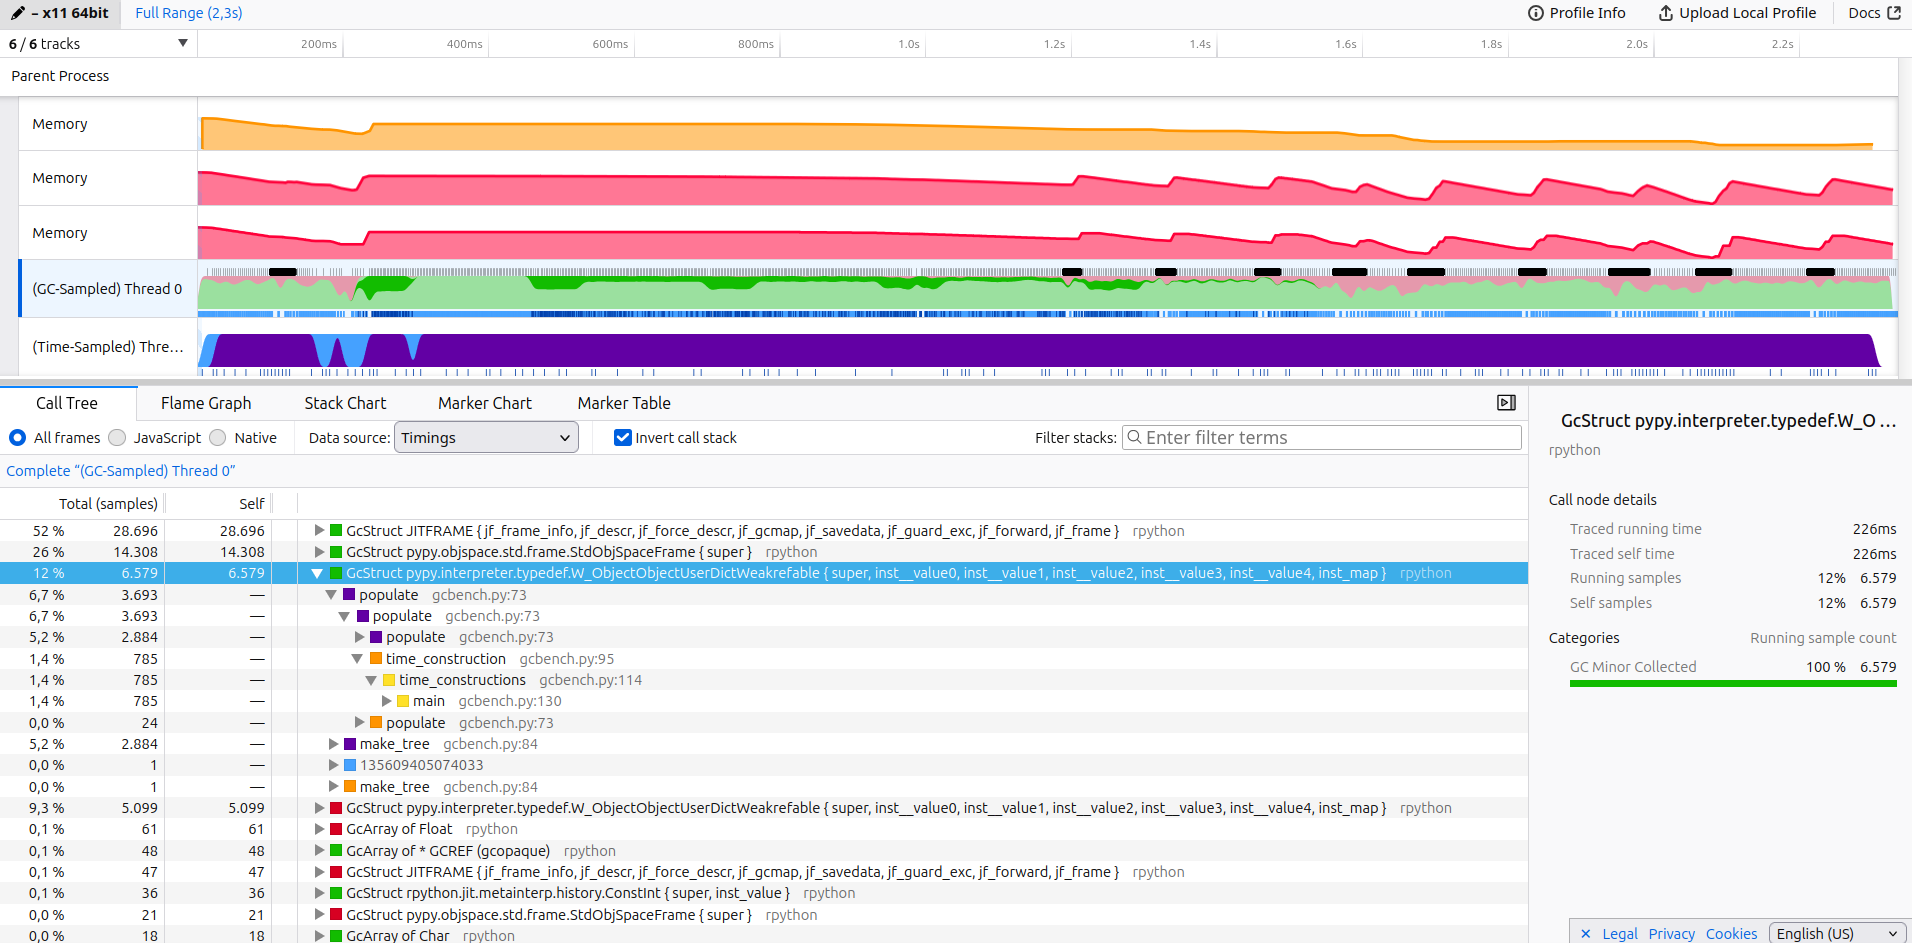 – x11 64bit Full Range (2,3s) Profile Info Upload Local Profile Docs
6 / 6 tracks 200ms 400ms 600ms 800ms 1.0s 1.2s 1.4s 1.6s 1.8s 2.0s 2.2s
Parent Process
Memory
Memory
Memory
(GC-Sampled) Thread 0
(Time-Sampled) Thre…
Call Tree Flame Graph Stack Chart Marker Chart Marker Table
All frames JavaScript Native Data source: Timings Invert call stack Filter stacks: Enter filter terms
Complete “(GC-Sampled) Thread 0”
Total (samples) Self
52 % 28.696 28.696 GcStruct JITFRAME { jf_frame_info, jf_descr, jf_force_descr, jf_gcmap, jf_savedata, jf_guard_exc, jf_forward, jf_frame } rpython
26 % 14.308 14.308 GcStruct pypy.objspace.std.frame.StdObjSpaceFrame { super } rpython
12 % 6.579 6.579 GcStruct pypy.interpreter.typedef.W_ObjectObjectUserDictWeakrefable { super, inst__value0, inst__value1, inst__value2, inst__value3, inst__value4, inst_map } rpython
6,7 % 3.693 — populate gcbench.py:73
6,7 % 3.693 — populate gcbench.py:73
5,2 % 2.884 — populate gcbench.py:73
1,4 % 785 — time_construction gcbench.py:95
1,4 % 785 — time_constructions gcbench.py:114
1,4 % 785 — main gcbench.py:130
0,0 % 24 — populate gcbench.py:73
5,2 % 2.884 — make_tree gcbench.py:84
0,0 % 1 — 135609405074033
0,0 % 1 — make_tree gcbench.py:84
9,3 % 5.099 5.099 GcStruct pypy.interpreter.typedef.W_ObjectObjectUserDictWeakrefable { super, inst__value0, inst__value1, inst__value2, inst__value3, inst__value4, inst_map } rpython
0,1 % 61 61 GcArray of Float rpython
0,1 % 48 48 GcArray of * GCREF (gcopaque) rpython
0,1 % 47 47 GcStruct JITFRAME { jf_frame_info, jf_descr, jf_force_descr, jf_gcmap, jf_savedata, jf_guard_exc, jf_forward, jf_frame } rpython
0,1 % 36 36 GcStruct rpython.jit.metainterp.history.ConstInt { super, inst_value } rpython
0,0 % 21 21 GcStruct pypy.objspace.std.frame.StdObjSpaceFrame { super } rpython
0,0 % 18 18 GcArray of Char rpython
GcStruct pypy.interpreter.typedef.W_O …
rpython
Call node details
Traced running time 226ms
Traced self time 226ms
Running samples 12% 6.579
Self samples 12% 6.579
Categories Running sample count
GC Minor Collected 100 % 6.579
Legal Privacy Cookies English (US)